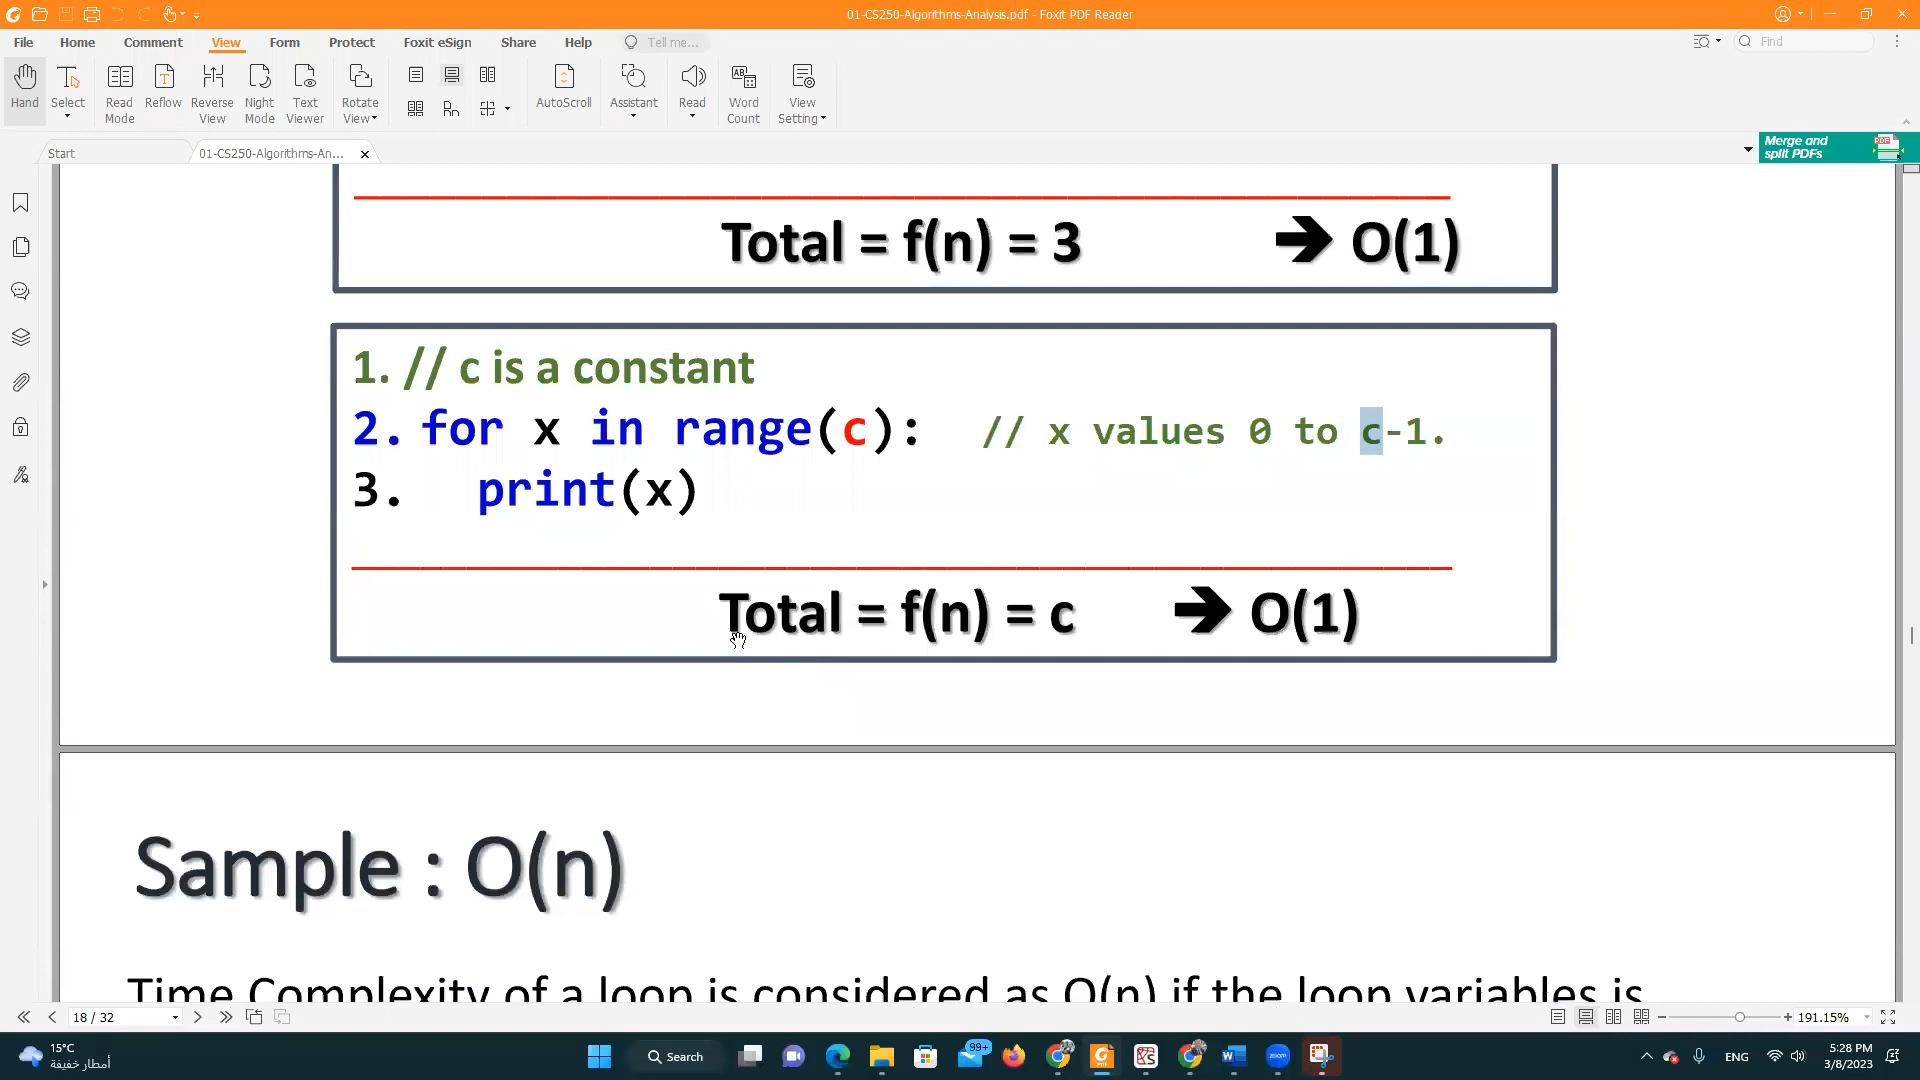 01-CS250-Algorithms-Analysis.pdf - Foxit PDF Reader
File Home Comment View Form Protect Foxit eSign Share Help Tell me... Find
Hand Select Read Mode Reflow Reverse View Night Mode Text Viewer Rotate View AutoScroll Assistant Read Word Count View Setting
Start 01-CS250-Algorithms-An... Merge and split PDFs
Total = f(n) = 3 → O(1)
1. // c is a constant
2. for x in range(c): // x values 0 to c-1.
3. print(x)
Total = f(n) = c → O(1)
Sample : O(n)
Time Complexity of a loop is considered as O(n) if the loop variables is
18 / 32 191.15%
15°C
أمطار خفيفة
Search 99+ zoom ENG 5:28 PM
3/8/2023